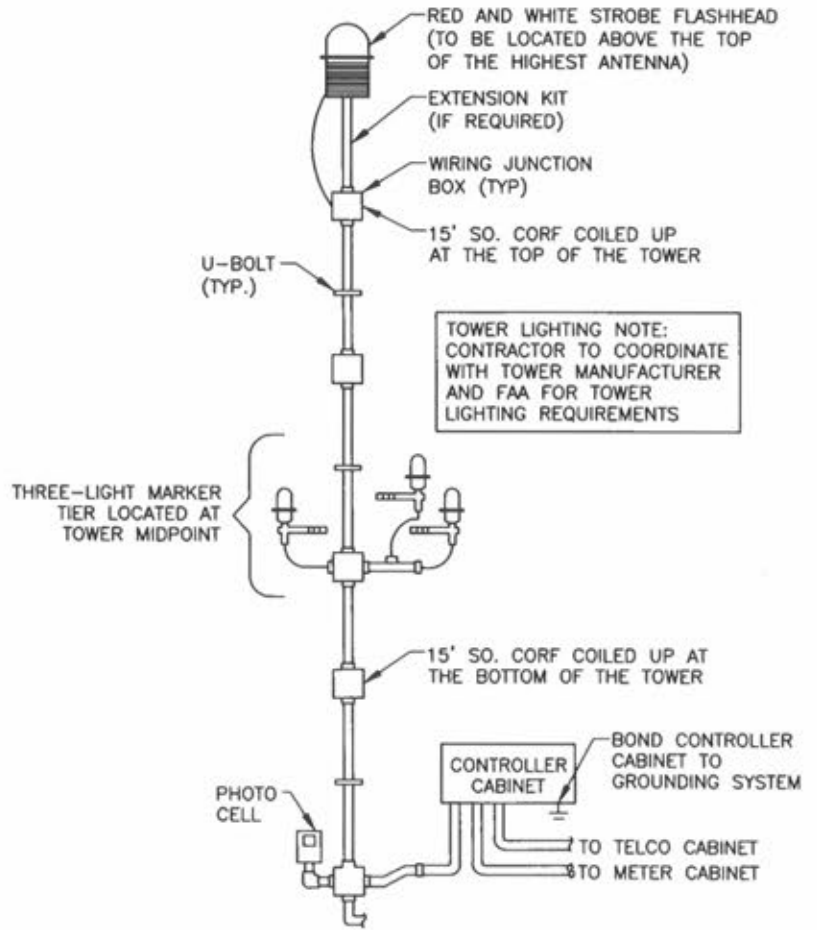 RED AND WHITE STROBE FLASHHEAD
(TO BE LOCATED ABOVE THE TOP
OF THE HIGHEST ANTENNA)
EXTENSION KIT
(IF REQUIRED)
WIRING JUNCTION
BOX (TYP)
15' SO. CORF COILED UP
AT THE TOP OF THE TOWER
U-BOLT
(TYP.)
TOWER LIGHTING NOTE:
CONTRACTOR TO COORDINATE
WITH TOWER MANUFACTURER
AND FAA FOR TOWER
LIGHTING REQUIREMENTS
THREE-LIGHT MARKER
TIER LOCATED AT
TOWER MIDPOINT
15' SO. CORF COILED UP AT
THE BOTTOM OF THE TOWER
CONTROLLER
CABINET
BOND CONTROLLER
CABINET TO
GROUNDING SYSTEM
PHOTO
CELL
TO TELCO CABINET
TO METER CABINET